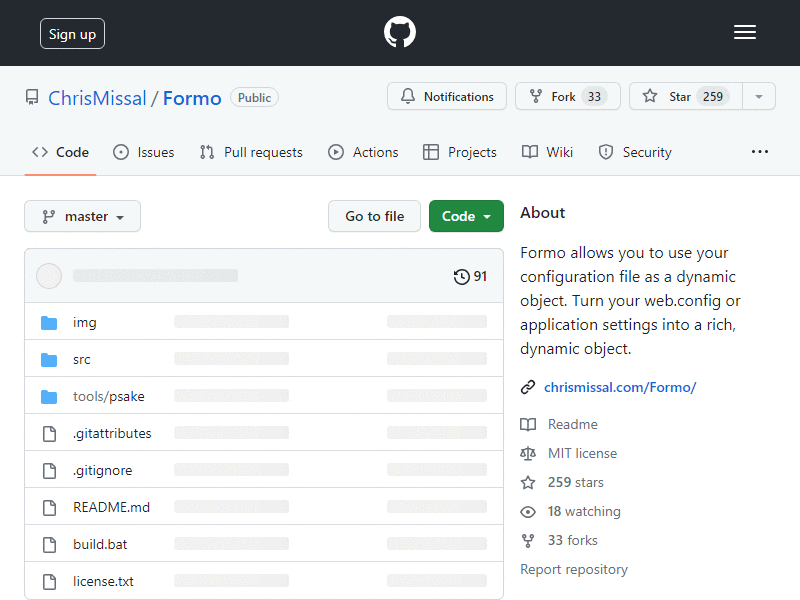 Sign up
ChrisMissal / Formo Public
Notifications
Fork 33
Star 259
Code
Issues
Pull requests
Actions
Projects
Wiki
Security
master
Go to file
Code
91
img
src
tools/psake
.gitattributes
.gitignore
README.md
build.bat
license.txt
About
Formo allows you to use your
configuration file as a dynamic
object. Turn your web.config or
application settings into a rich,
dynamic object.
chrismissal.com/Formo/
Readme
MIT license
259 stars
18 watching
33 forks
Report repository